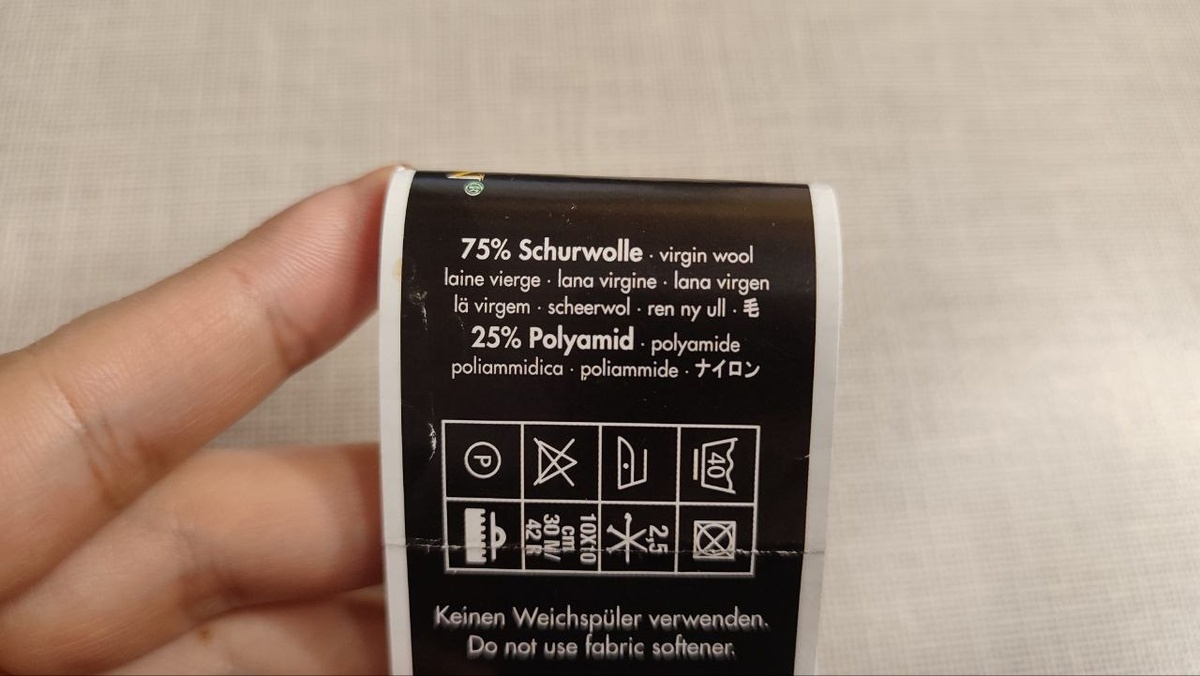 N®
75% Schurwolle · virgin wool
laine vierge · lana virgine · lana virgen
lä virgem · scheerwol · ren ny ull · 毛
25% Polyamid · polyamide
poliammidica · poliammide · ナイロン
P
40
10X10
cm
30 N/
42 R
2,5
Keinen Weichspüler verwenden.
Do not use fabric softener.